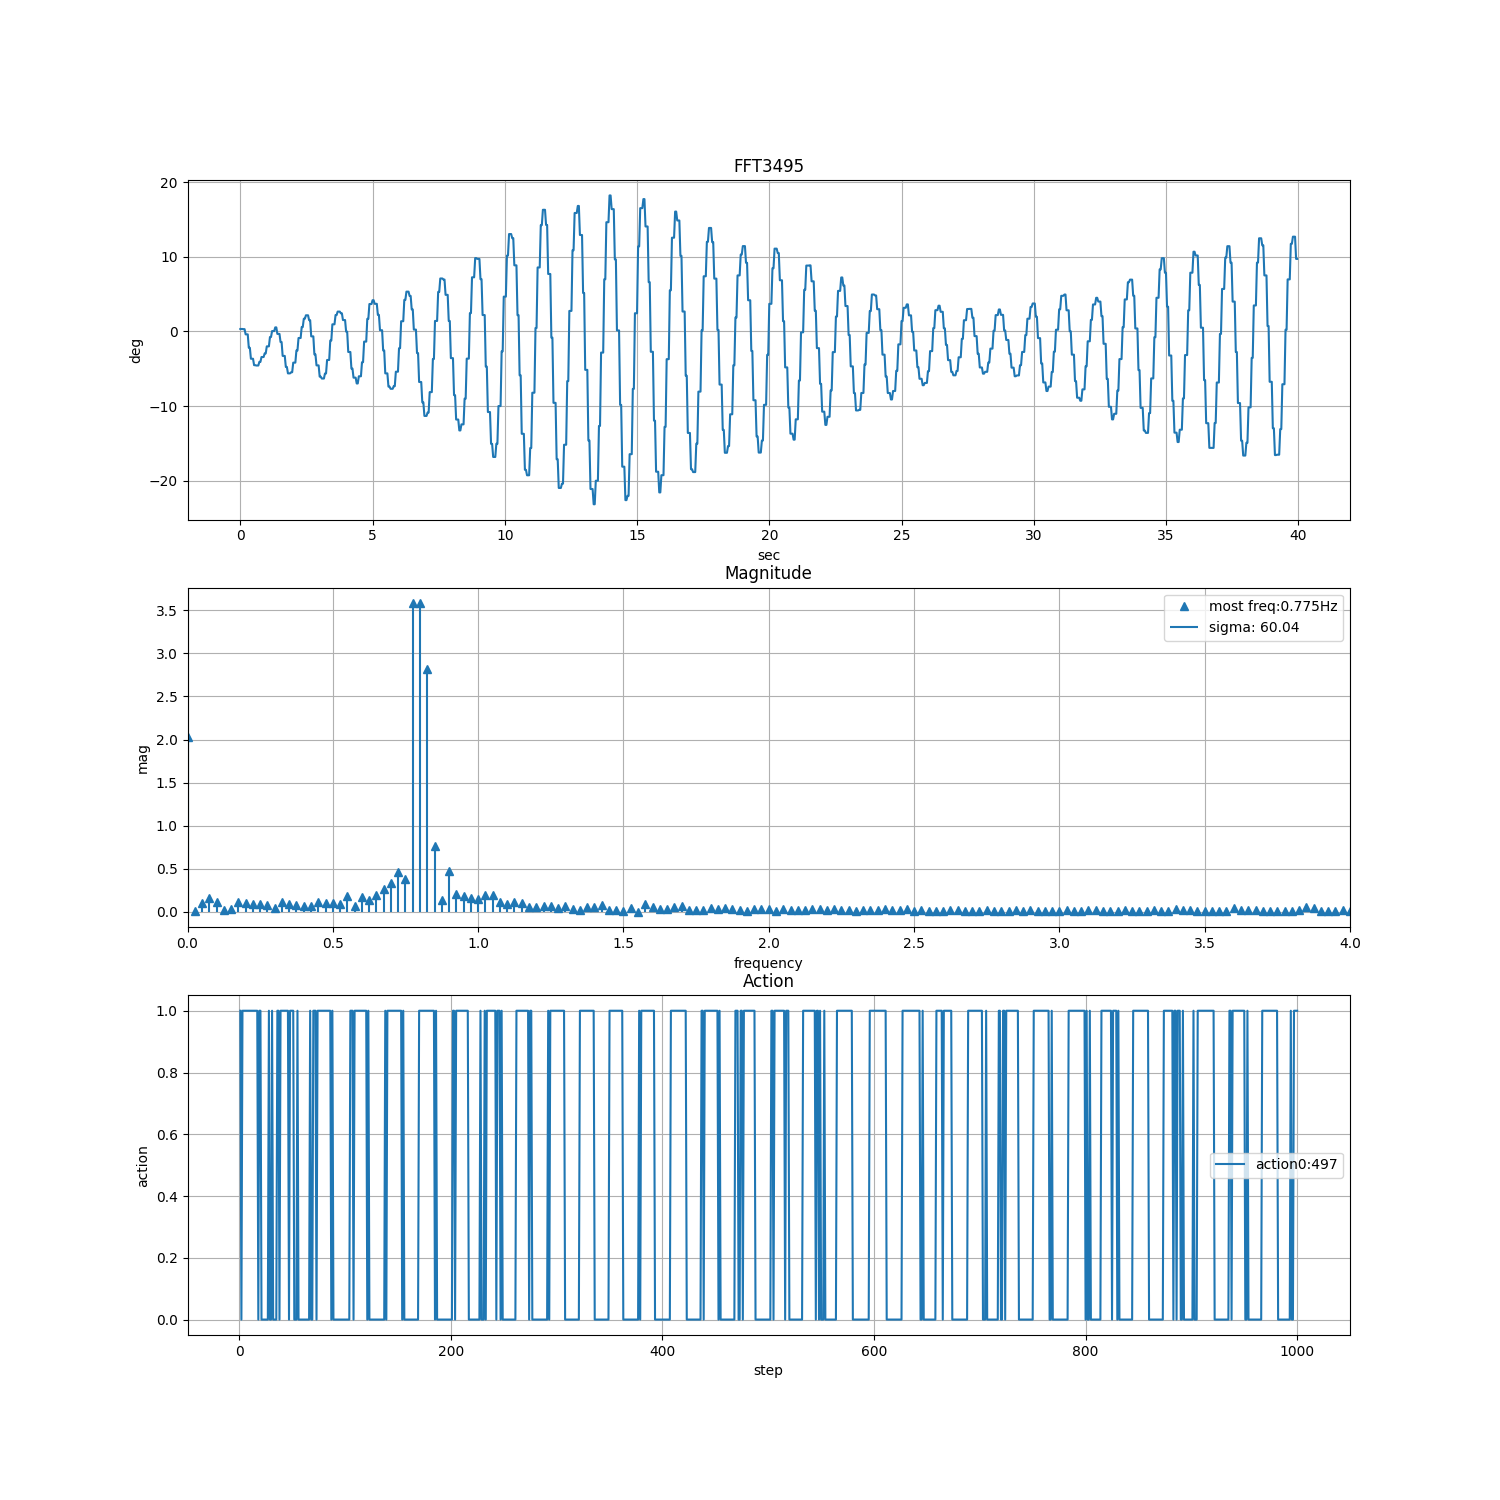 FFT3495
20
10
0
−10
−20
deg
0 5 10 15 20 25 30 35 40
sec
Magnitude
3.5
3.0
2.5
2.0
1.5
1.0
0.5
0.0
mag
most freq:0.775Hz
sigma: 60.04
0.0 0.5 1.0 1.5 2.0 2.5 3.0 3.5 4.0
frequency
Action
1.0
0.8
0.6
0.4
0.2
0.0
action
action0:497
0 200 400 600 800 1000
step